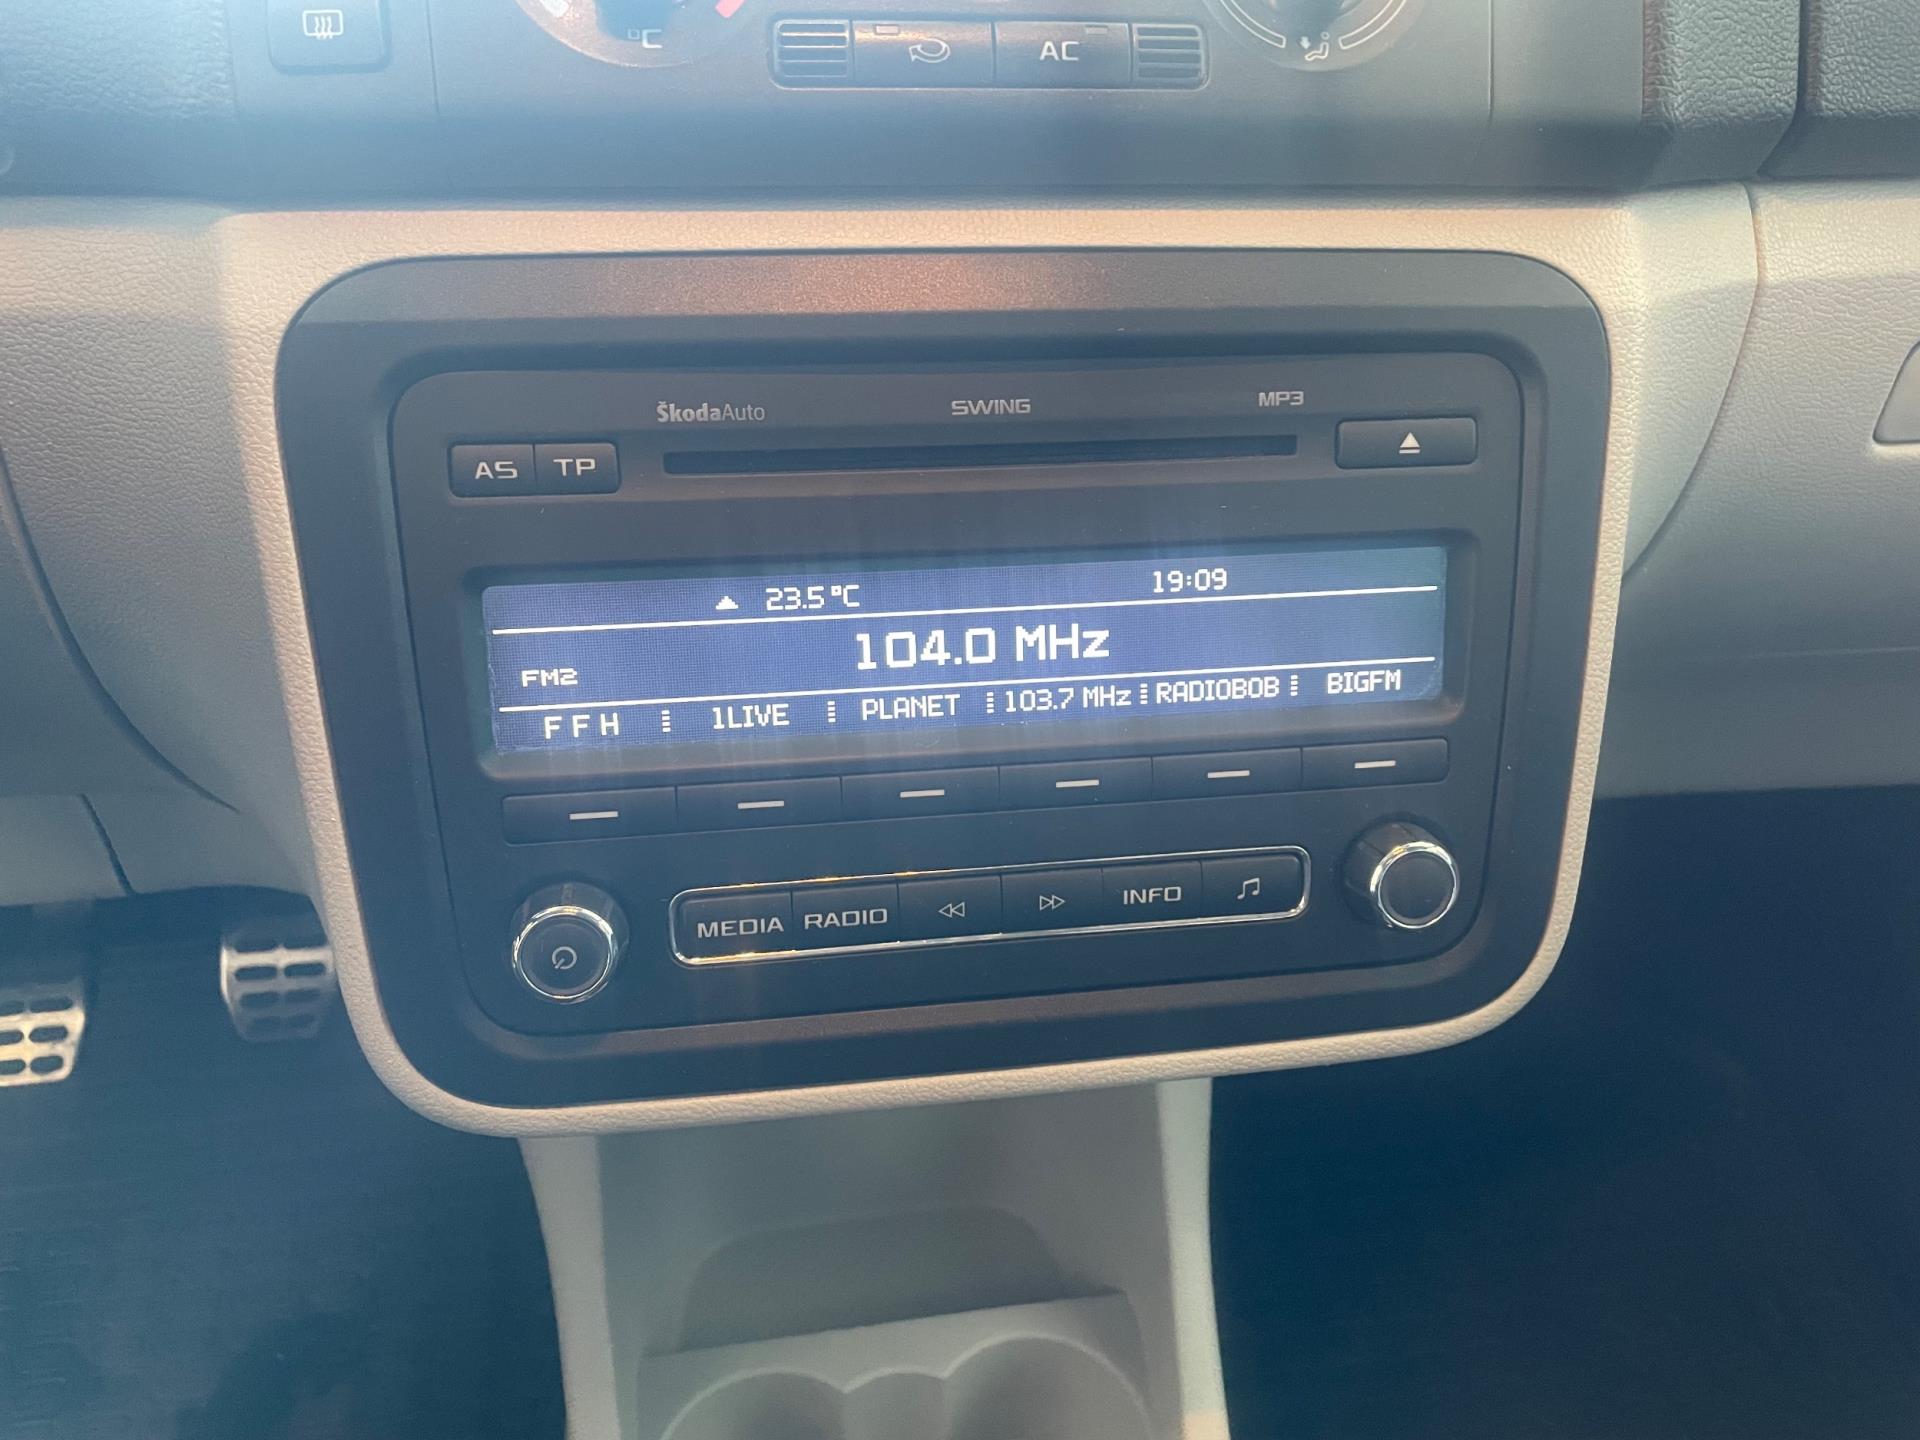 °C
AC
ŠkodaAuto SWING MP3
AS TP
23.5°C 19:09
104.0 MHz
FM2
F F H 1LIVE PLANET 103.7 MHz RADIOBOB BIGFM
MEDIA RADIO INFO